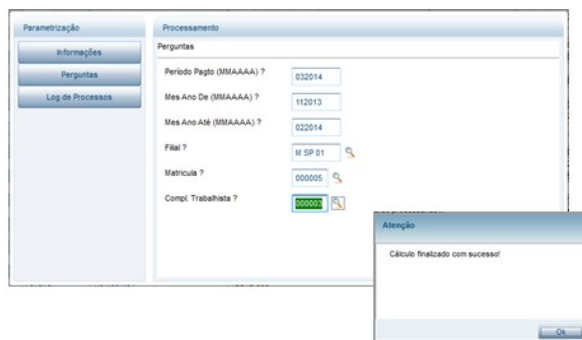 Parametrização
Informações
Perguntas
Log de Processos
Processamento
Perguntas
Período Pagto (MMAAAA) ?
032014
Mes Ano De (MMAAAA) ?
112013
Mes Ano Até (MMAAAA) ?
022014
Filial ?
M SP 01
Matricula ?
000005
Compl. Trabalhista ?
000003
Atenção
Cálculo finalizado com sucesso!
Ok